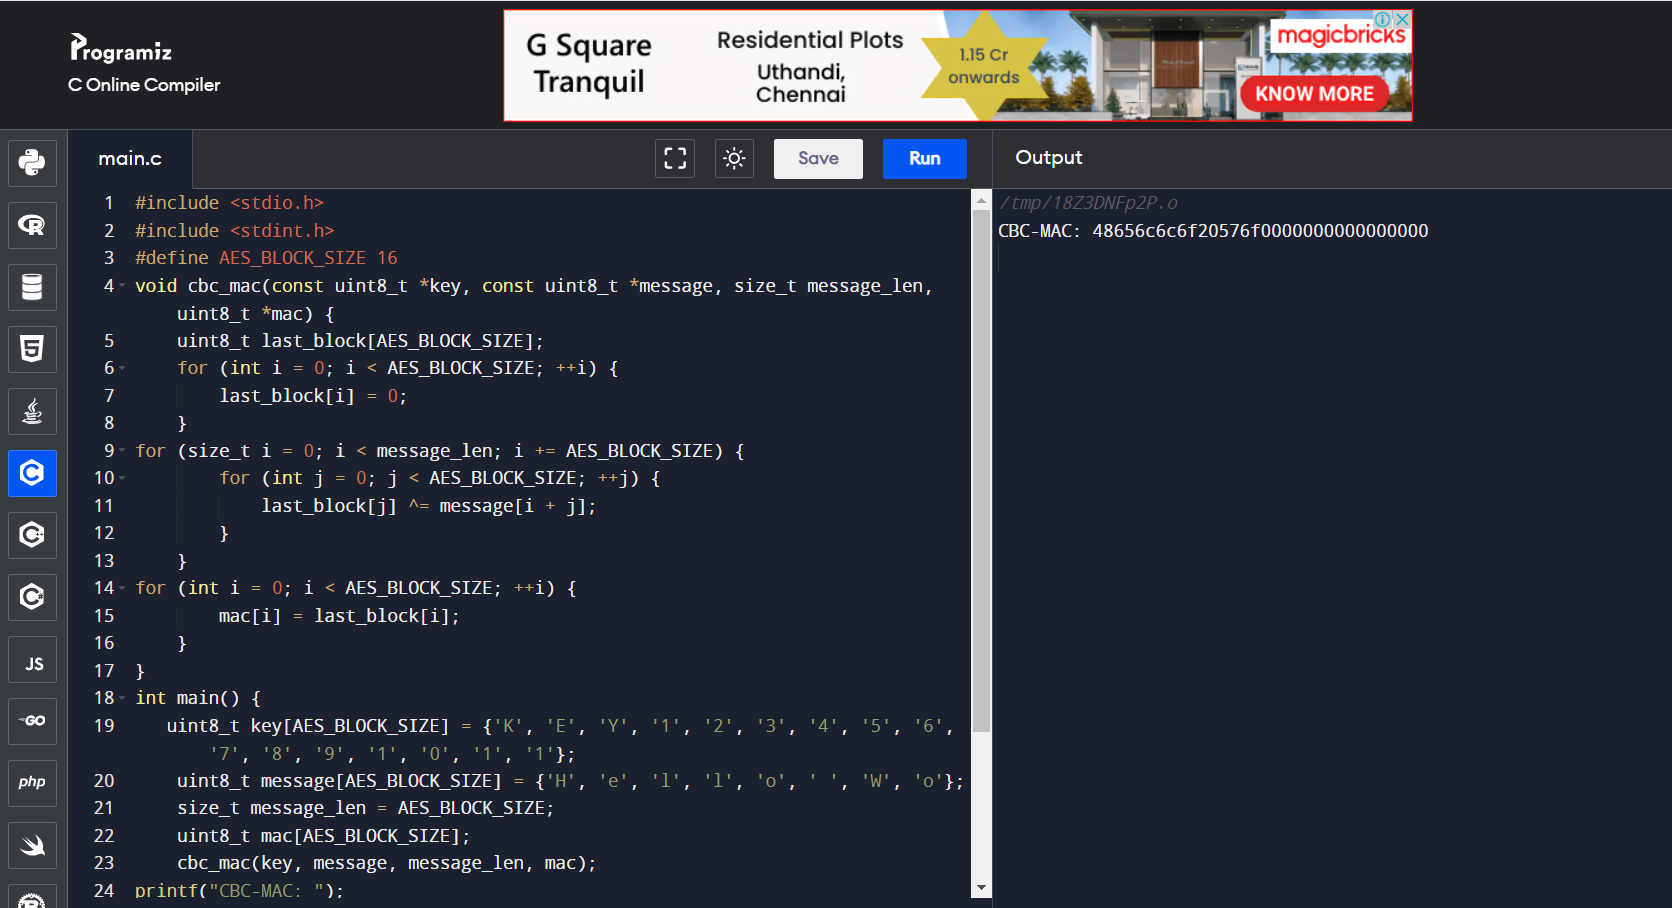 Programiz
C Online Compiler
G Square
Tranquil
Residential Plots
Uthandi,
Chennai
1.15 Cr
onwards
magicbricks
KNOW MORE
main.c
Save
Run
Output
1 #include <stdio.h>
2 #include <stdint.h>
3 #define AES_BLOCK_SIZE 16
4 void cbc_mac(const uint8_t *key, const uint8_t *message, size_t message_len,
uint8_t *mac) {
5 uint8_t last_block[AES_BLOCK_SIZE];
6 for (int i = 0; i < AES_BLOCK_SIZE; ++i) {
7 last_block[i] = 0;
8 }
9 for (size_t i = 0; i < message_len; i += AES_BLOCK_SIZE) {
10 for (int j = 0; j < AES_BLOCK_SIZE; ++j) {
11 last_block[j] ^= message[i + j];
12 }
13 }
14 for (int i = 0; i < AES_BLOCK_SIZE; ++i) {
15 mac[i] = last_block[i];
16 }
17 }
18 int main() {
19 uint8_t key[AES_BLOCK_SIZE] = {'K', 'E', 'Y', '1', '2', '3', '4', '5', '6',
'7', '8', '9', '1', '0', '1', '1'};
20 uint8_t message[AES_BLOCK_SIZE] = {'H', 'e', 'l', 'l', 'o', ' ', 'W', 'o'};
21 size_t message_len = AES_BLOCK_SIZE;
22 uint8_t mac[AES_BLOCK_SIZE];
23 cbc_mac(key, message, message_len, mac);
24 printf("CBC-MAC: ");
/tmp/18Z3DNFp2P.o
CBC-MAC: 48656c6c6f20576f0000000000000000
R
5
C
C
C
JS
GO
php